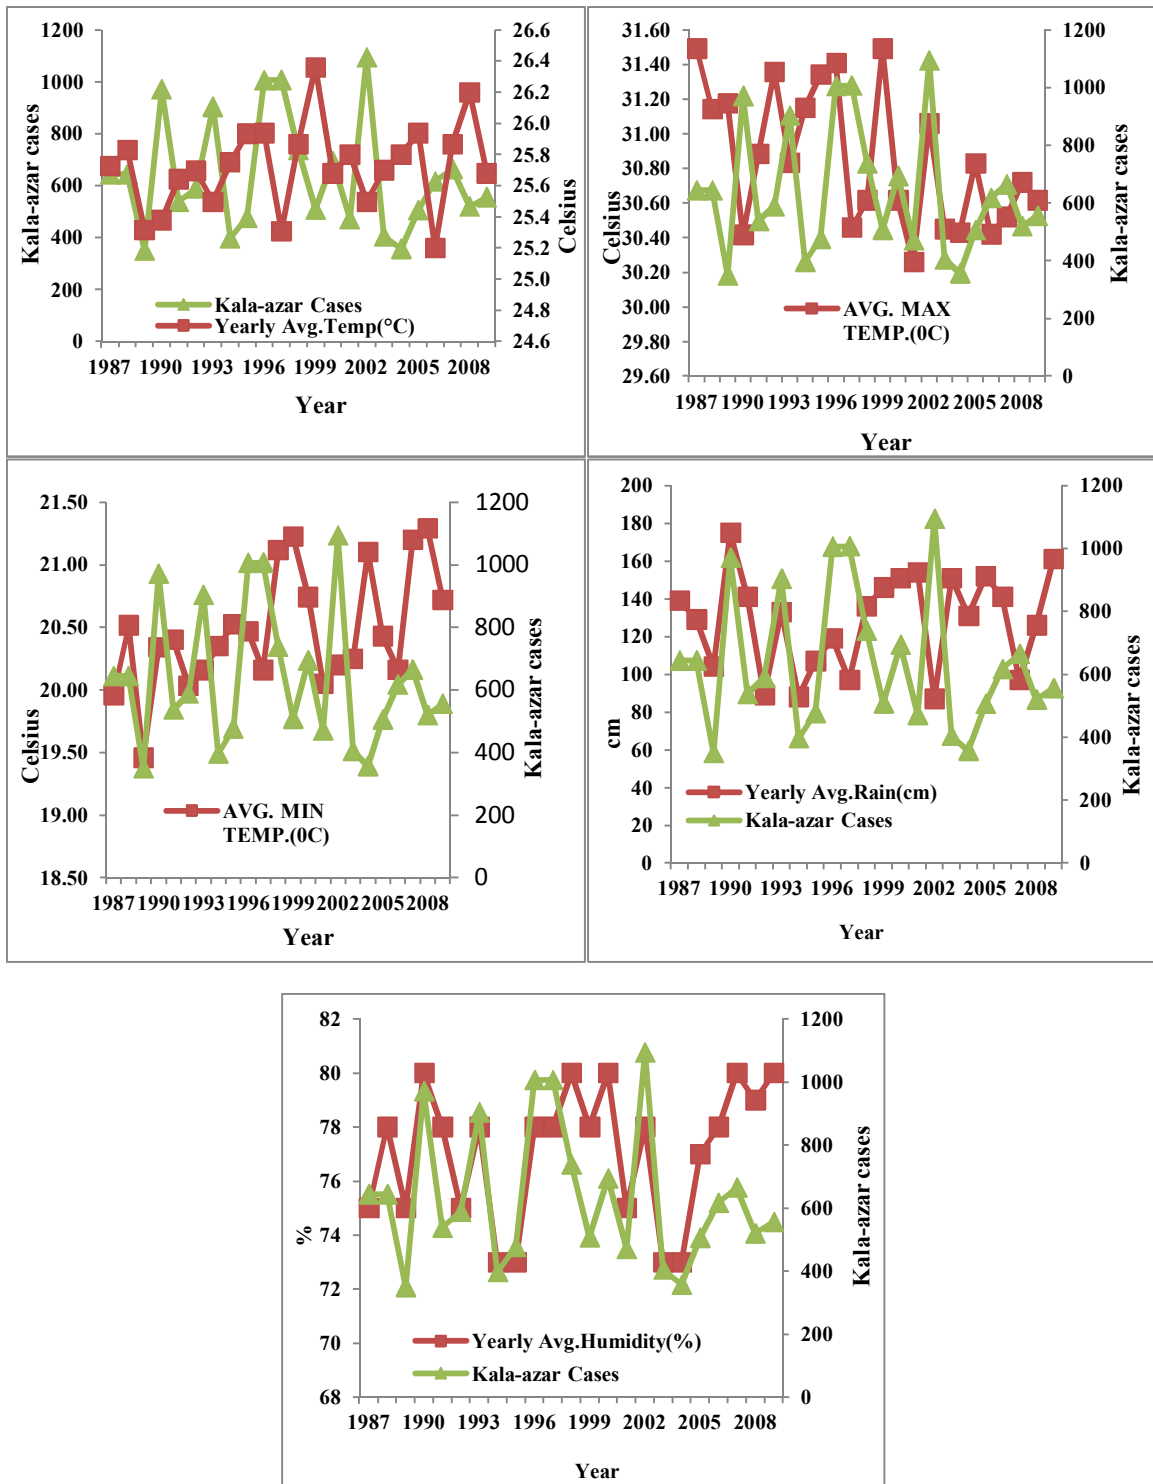 1200
1000
800
600
400
200
0
Kala-azar cases
26.6
26.4
26.2
26.0
25.8
25.6
25.4
25.2
25.0
24.8
24.6
Celsius
Kala-azar Cases
Yearly Avg.Temp(°C)
1987 1990 1993 1996 1999 2002 2005 2008
Year
31.60
31.40
31.20
31.00
30.80
30.60
30.40
30.20
30.00
29.80
29.60
Celsius
1200
1000
800
600
400
200
0
Kala-azar cases
AVG. MAX
TEMP.(0C)
1987 1990 1993 1996 1999 2002 2005 2008
Year
21.50
21.00
20.50
20.00
19.50
19.00
18.50
Celsius
1200
1000
800
600
400
200
0
Kala-azar cases
AVG. MIN
TEMP.(0C)
1987 1990 1993 1996 1999 2002 2005 2008
Year
200
180
160
140
120
100
80
60
40
20
0
cm
1200
1000
800
600
400
200
0
Kala-azar cases
Yearly Avg.Rain(cm)
Kala-azar Cases
1987 1990 1993 1996 1999 2002 2005 2008
Year
82
80
78
76
74
72
70
68
%
1200
1000
800
600
400
200
0
Kala-azar cases
Yearly Avg.Humidity(%)
Kala-azar Cases
1987 1990 1993 1996 1999 2002 2005 2008
Year